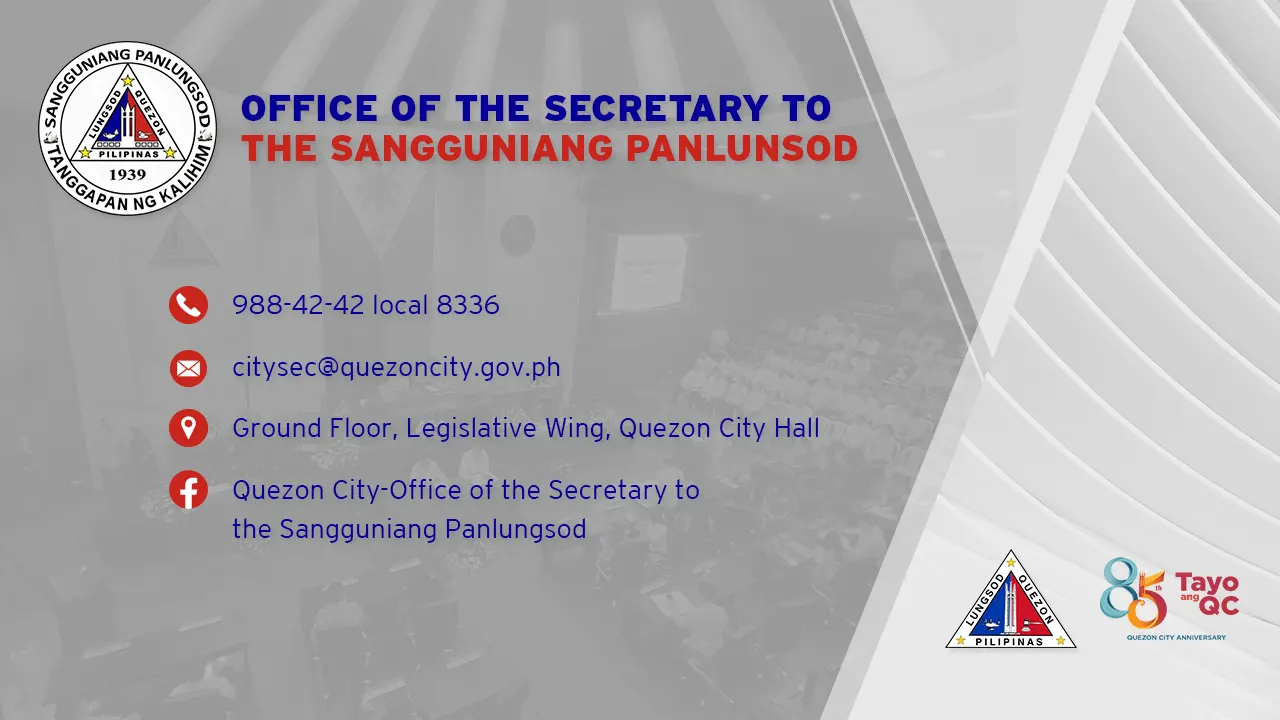 SANGGUNIANG PANLUNGSOD
TANGGAPAN NG KALIHIM
LUNGSOD QUEZON
PILIPINAS
1939
OFFICE OF THE SECRETARY TO
THE SANGGUNIANG PANLUNSOD
988-42-42 local 8336
citysec@quezoncity.gov.ph
Ground Floor, Legislative Wing, Quezon City Hall
Quezon City-Office of the Secretary to
the Sangguniang Panlungsod
LUNGSOD QUEZON
PILIPINAS
85th
Tayo
ang QC
QUEZON CITY ANNIVERSARY